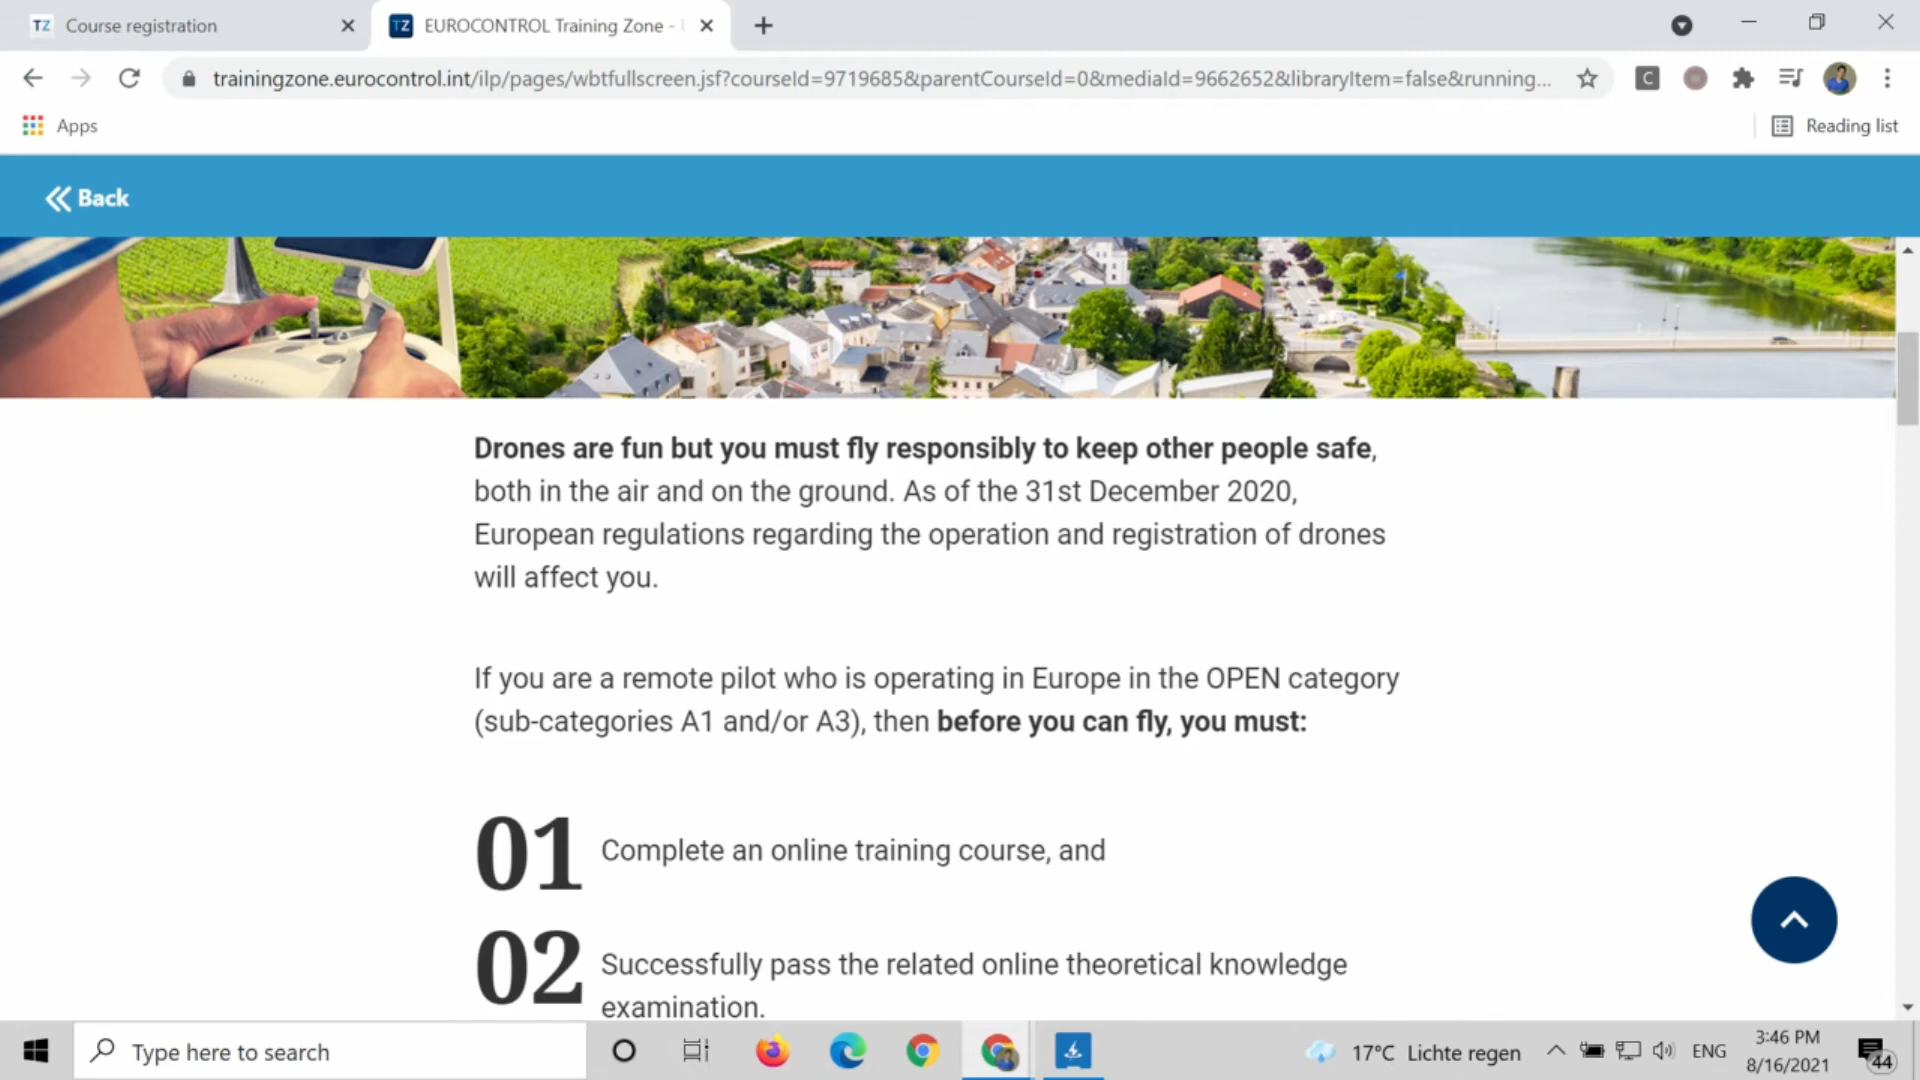 TZ Course registration
TZ EUROCONTROL Training Zone -
trainingzone.eurocontrol.int/ilp/pages/wbtfullscreen.jsf?courseId=9719685&parentCourseId=0&mediaId=9662652&libraryItem=false&running...
C
Apps
Reading list
Back
Drones are fun but you must fly responsibly to keep other people safe,
both in the air and on the ground. As of the 31st December 2020,
European regulations regarding the operation and registration of drones
will affect you.
If you are a remote pilot who is operating in Europe in the OPEN category
(sub-categories A1 and/or A3), then before you can fly, you must:
01 Complete an online training course, and
02 Successfully pass the related online theoretical knowledge
examination.
Type here to search
17°C Lichte regen
ENG
3:46 PM
8/16/2021
44